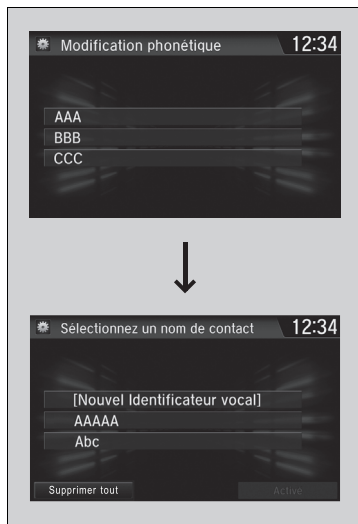 Modification phonétique 12:34
AAA
BBB
CCC
Sélectionnez un nom de contact 12:34
[Nouvel Identificateur vocal]
AAAAA
Abc
Supprimer tout Active